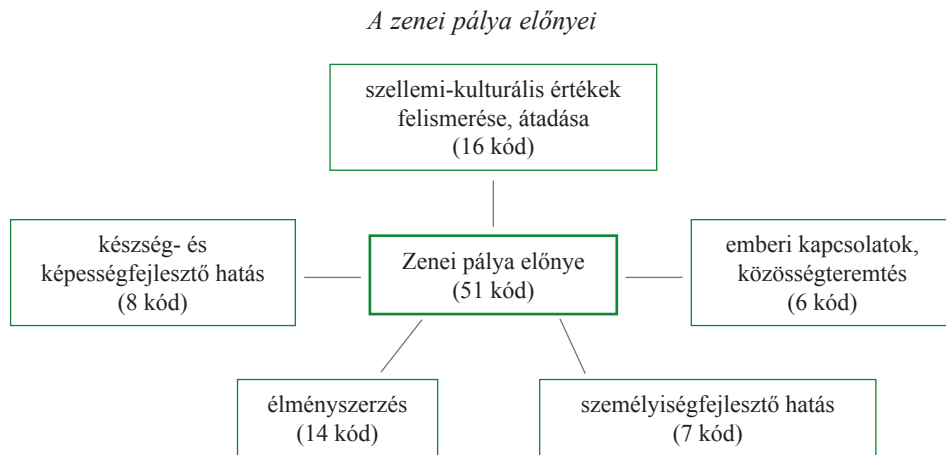 A zenei pálya előnyei
szellemi-kulturális értékek
felismerése, átadása
(16 kód)
készség- és
képességfejlesztő hatás
(8 kód)
Zenei pálya előnye
(51 kód)
emberi kapcsolatok,
közösségteremtés
(6 kód)
élményszerzés
(14 kód)
személyiségfejlesztő hatás
(7 kód)